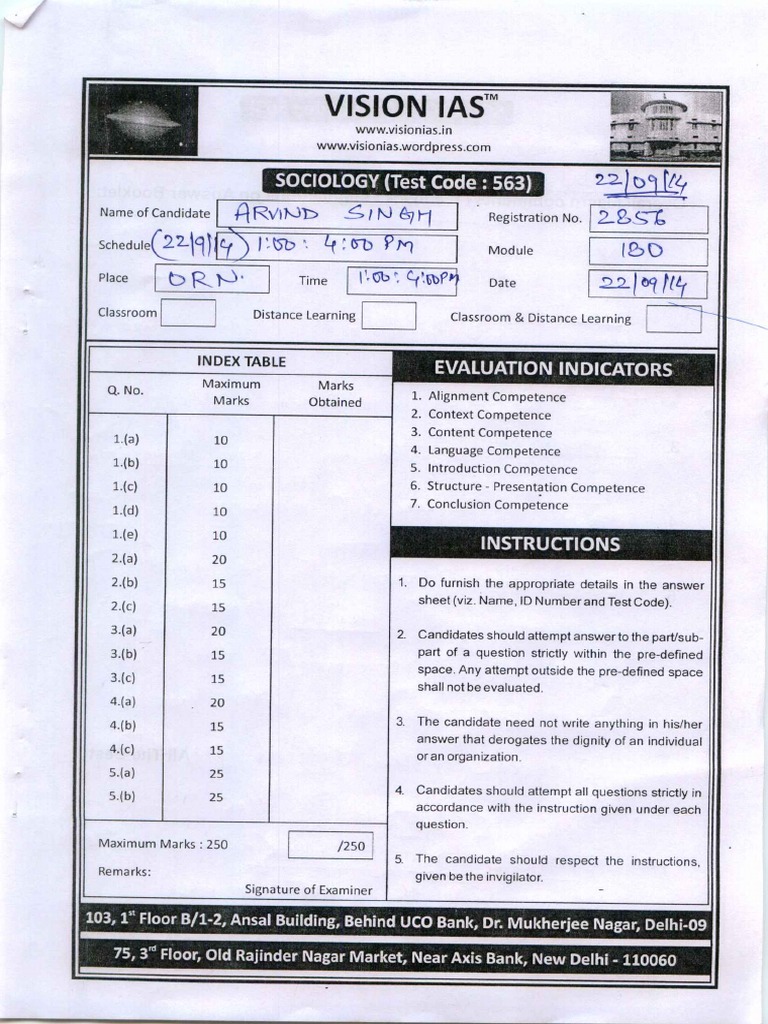 VISION IAS™
www.visionias.in
www.visionias.wordpress.com
SOCIOLOGY (Test Code : 563)
22/09/14
Name of Candidate ARVIND SINGH
Registration No. 2856
Schedule (22/9/14) 1:00 : 4:00 PM
Module 180
Place ORN. Time 1:00: 4:00PM
Date 22/09/14
Classroom Distance Learning Classroom & Distance Learning
INDEX TABLE
Q. No. Maximum Marks Marks Obtained
1.(a) 10
1.(b) 10
1.(c) 10
1.(d) 10
1.(e) 10
2.(a) 20
2.(b) 15
2.(c) 15
3.(a) 20
3.(b) 15
3.(c) 15
4.(a) 20
4.(b) 15
4.(c) 15
5.(a) 25
5.(b) 25
Maximum Marks : 250 /250
Remarks:
Signature of Examiner
EVALUATION INDICATORS
1. Alignment Competence
2. Context Competence
3. Content Competence
4. Language Competence
5. Introduction Competence
6. Structure - Presentation Competence
7. Conclusion Competence
INSTRUCTIONS
1. Do furnish the appropriate details in the answer
sheet (viz. Name, ID Number and Test Code).
2. Candidates should attempt answer to the part/sub-
part of a question strictly within the pre-defined
space. Any attempt outside the pre-defined space
shall not be evaluated.
3. The candidate need not write anything in his/her
answer that derogates the dignity of an individual
or an organization.
4. Candidates should attempt all questions strictly in
accordance with the instruction given under each
question.
5. The candidate should respect the instructions,
given be the invigilator.
103, 1st Floor B/1-2, Ansal Building, Behind UCO Bank, Dr. Mukherjee Nagar, Delhi-09
75, 3rd Floor, Old Rajinder Nagar Market, Near Axis Bank, New Delhi - 110060